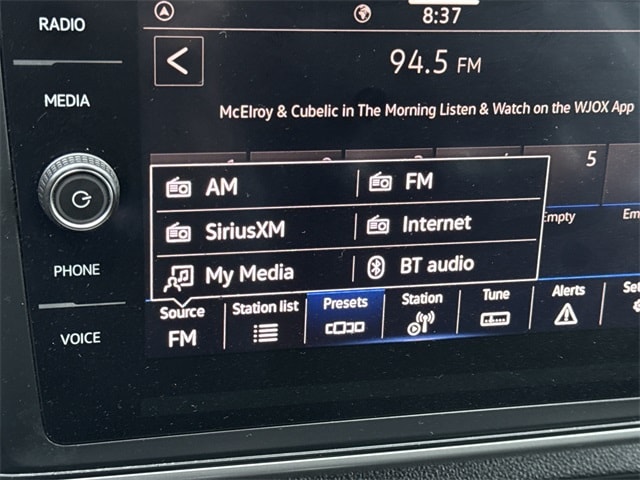 RADIO
8:37
94.5 FM
MEDIA
McElroy & Cubelic in The Morning Listen & Watch on the WJOX App
5
AM
FM
SiriusXM
Internet
Empty
My Media
BT audio
PHONE
Source
Station list
Presets
Station
Tune
Alerts
FM
VOICE